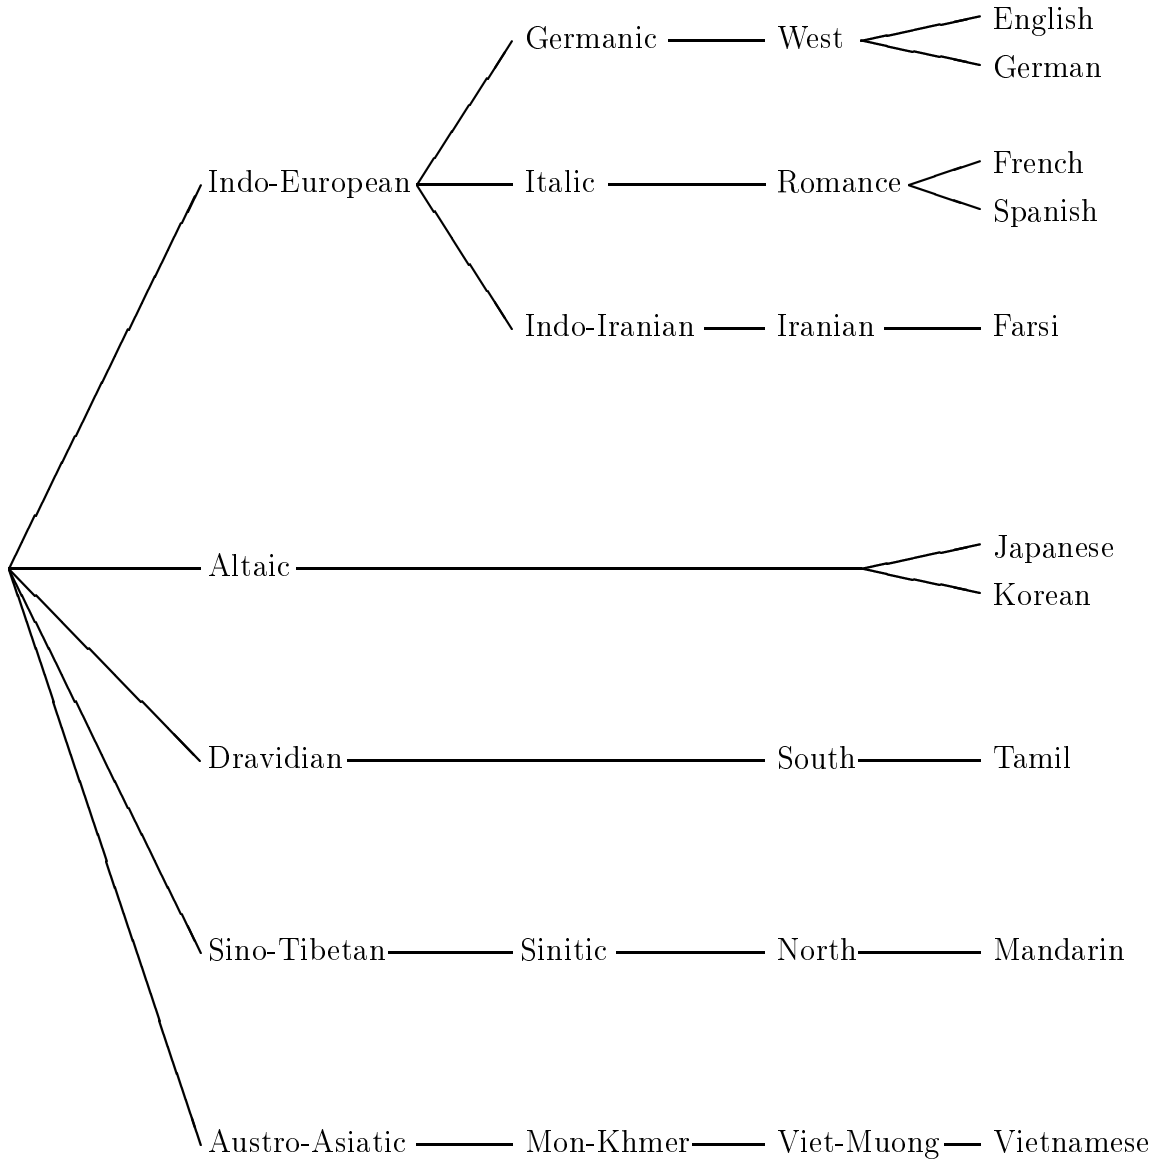 Germanic West English
German
Indo-European Italic Romance French
Spanish
Indo-Iranian Iranian Farsi
Altaic Japanese
Korean
Dravidian South Tamil
Sino-Tibetan Sinitic North Mandarin
Austro-Asiatic Mon-Khmer Viet-Muong Vietnamese